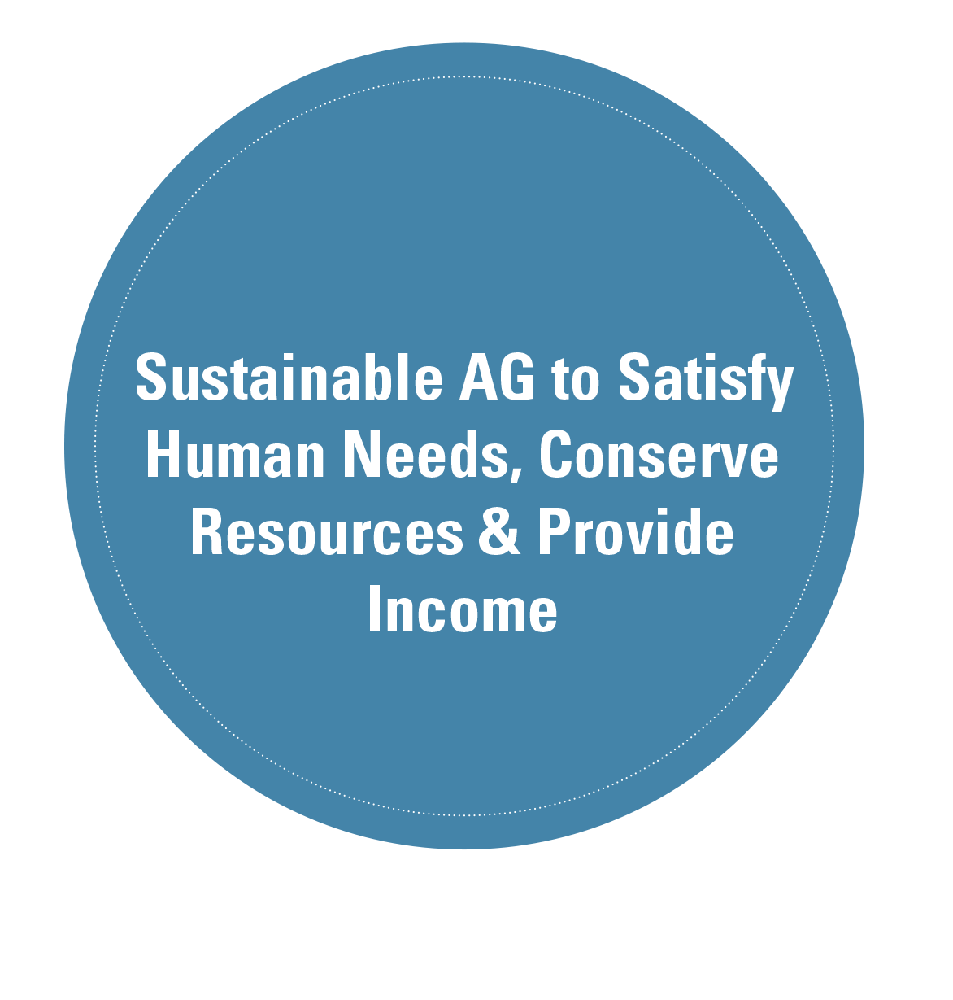 Sustainable AG to Satisfy
Human Needs, Conserve
Resources & Provide
Income